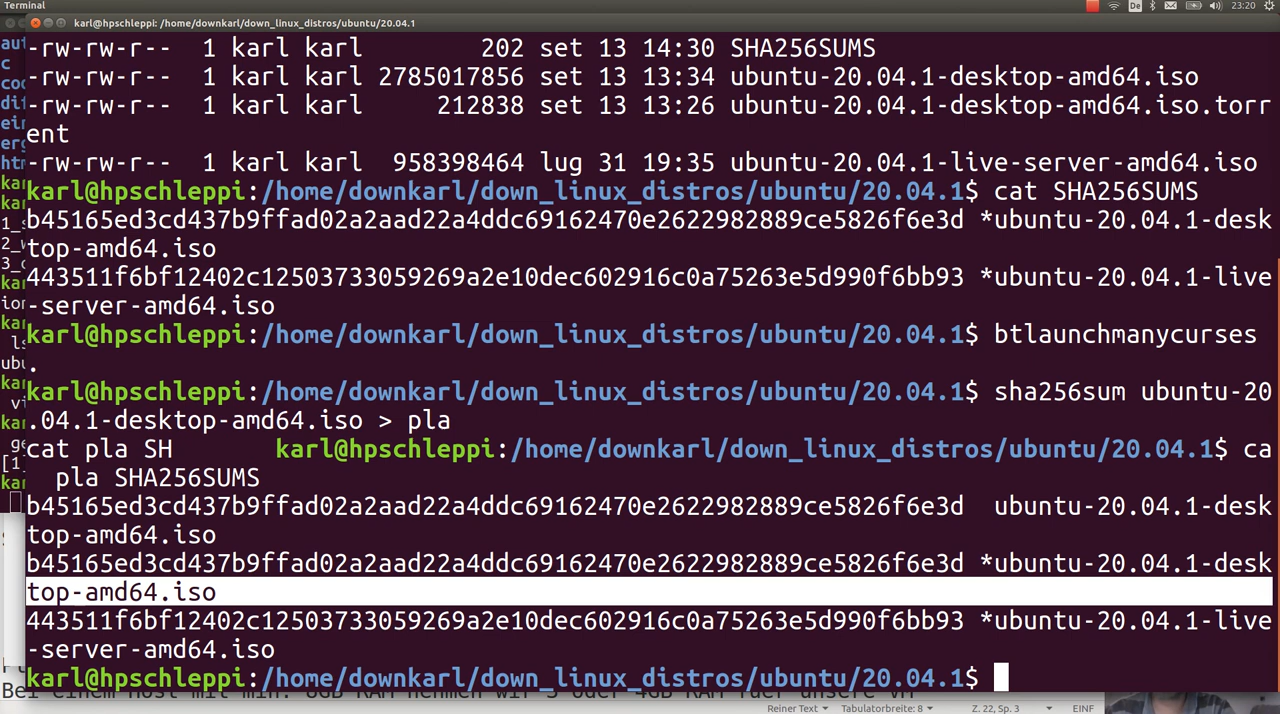 Terminal
De
23:20
karl@hpschleppi: /home/downkarl/down_linux_distros/ubuntu/20.04.1
-rw-rw-r-- 1 karl karl 202 set 13 14:30 SHA256SUMS
-rw-rw-r-- 1 karl karl 2785017856 set 13 13:34 ubuntu-20.04.1-desktop-amd64.iso
-rw-rw-r-- 1 karl karl 212838 set 13 13:26 ubuntu-20.04.1-desktop-amd64.iso.torr
ent
-rw-rw-r-- 1 karl karl 958398464 lug 31 19:35 ubuntu-20.04.1-live-server-amd64.iso
karl@hpschleppi:/home/downkarl/down_linux_distros/ubuntu/20.04.1$ cat SHA256SUMS
b45165ed3cd437b9ffad02a2aad22a4ddc69162470e2622982889ce5826f6e3d *ubuntu-20.04.1-desk
top-amd64.iso
443511f6bf12402c12503733059269a2e10dec602916c0a75263e5d990f6bb93 *ubuntu-20.04.1-live
-server-amd64.iso
karl@hpschleppi:/home/downkarl/down_linux_distros/ubuntu/20.04.1$ btlaunchmanycurses
.
karl@hpschleppi:/home/downkarl/down_linux_distros/ubuntu/20.04.1$ sha256sum ubuntu-20
.04.1-desktop-amd64.iso > pla
cat pla SH karl@hpschleppi:/home/downkarl/down_linux_distros/ubuntu/20.04.1$ ca
pla SHA256SUMS
b45165ed3cd437b9ffad02a2aad22a4ddc69162470e2622982889ce5826f6e3d ubuntu-20.04.1-desk
top-amd64.iso
b45165ed3cd437b9ffad02a2aad22a4ddc69162470e2622982889ce5826f6e3d *ubuntu-20.04.1-desk
top-amd64.iso
443511f6bf12402c12503733059269a2e10dec602916c0a75263e5d990f6bb93 *ubuntu-20.04.1-live
-server-amd64.iso
karl@hpschleppi:/home/downkarl/down_linux_distros/ubuntu/20.04.1$
Reiner Text Tabulatorbreite: 8 Z. 22, Sp. 3 EINF